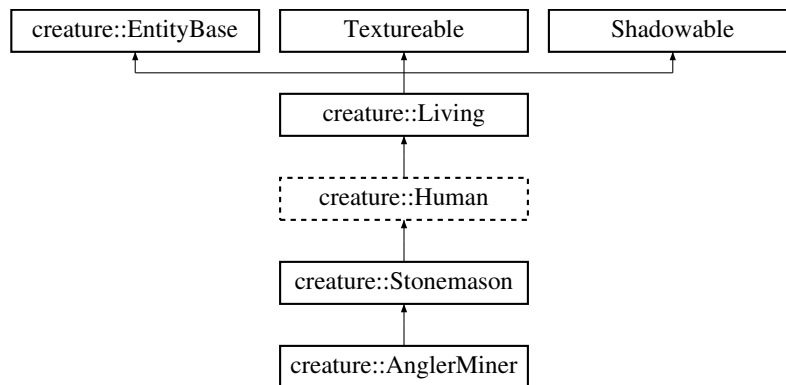 creature::EntityBase
Textureable
Shadowable
creature::Living
creature::Human
creature::Stonemason
creature::AnglerMiner